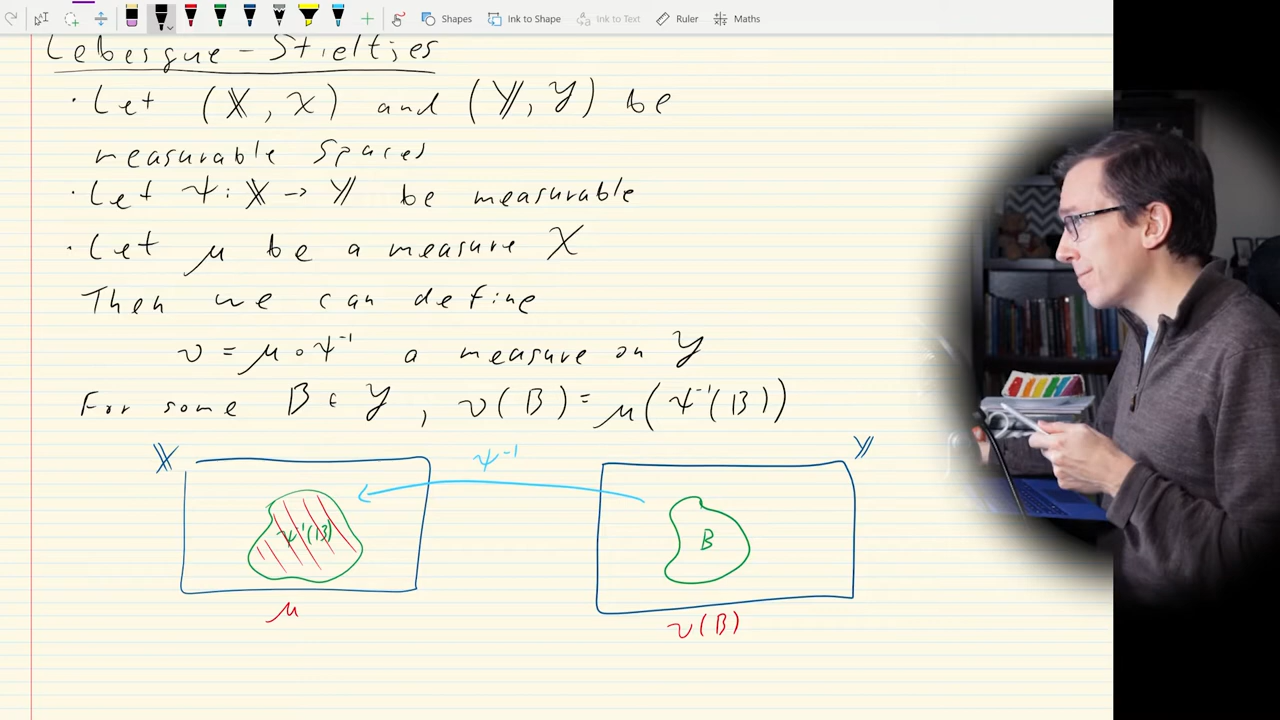 Shapes Ink to Shape Ink to Text Ruler Maths
Lebesgue - Stieltjes
· Let (𝕏, 𝒳) and (𝕐, 𝒴) be
measurable spaces
· Let ψ : 𝕏 → 𝕐 be measurable
· Let μ be a measure 𝒳
Then we can define
ν = μ ∘ ψ⁻¹ a measure on 𝒴
For some B ∈ 𝒴, ν(B) = μ(ψ⁻¹(B))
𝕏 ψ⁻¹ 𝕐
ψ⁻¹(B) B
μ ν(B)